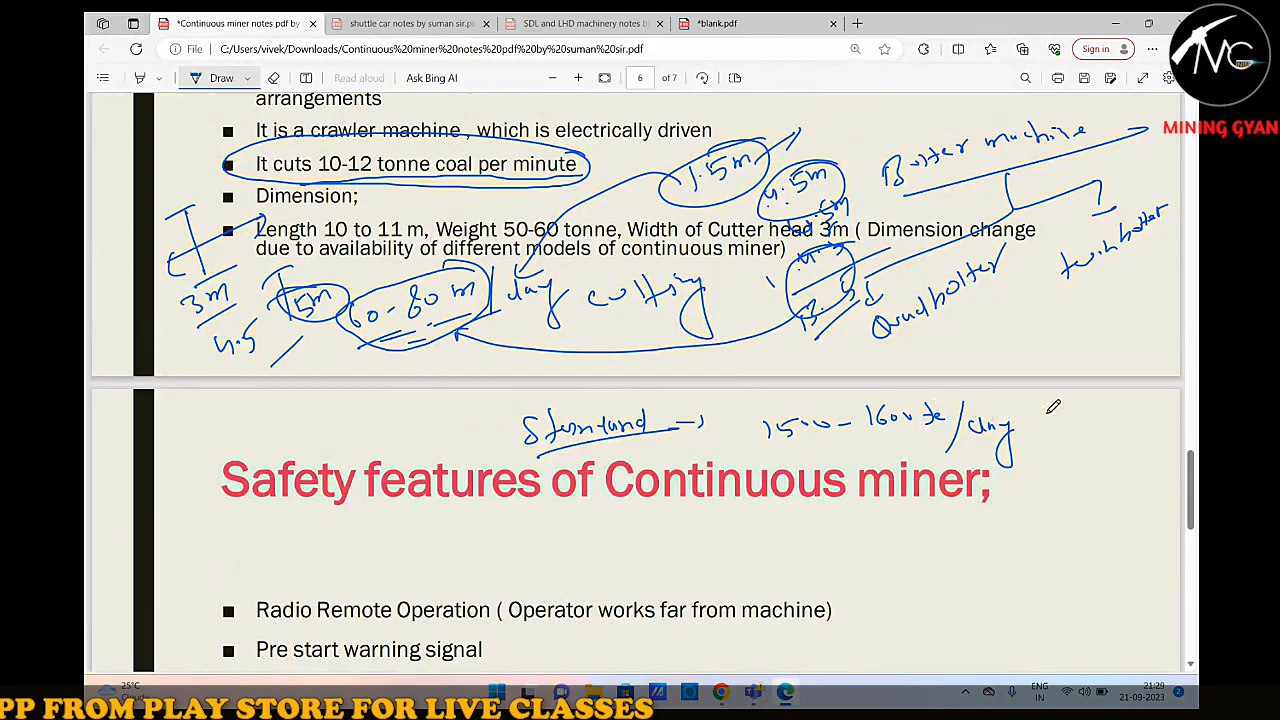 *Continuous miner notes pdf by
shuttle car notes by suman sir.p
SDL and LHD machinery notes b
*blank.pdf
File
C:/Users/vivek/Downloads/Continuous%20miner%20notes%20pdf%20by%20suman%20sir.pdf
Sign in
Draw
Read aloud
Ask Bing AI
6
of 7
MG
MINING GYAN
arrangements
It is a crawler machine , which is electrically driven
It cuts 10-12 tonne coal per minute
Dimension;
Length 10 to 11 m, Weight 50-60 tonne, Width of Cutter head 3m ( Dimension change
due to availability of different models of continuous miner)
1.5m
4.5m
Bolter machine
twinbolter
Quadbolter
3m
4.5
5m
60-80 m / day cutting
Standard → 1500-1600 te/day
Safety features of Continuous miner;
Radio Remote Operation ( Operator works far from machine)
Pre start warning signal
25°C
Cloudy
ENG
IN
21:29
21-09-2023
2
PP FROM PLAY STORE FOR LIVE CLASSES